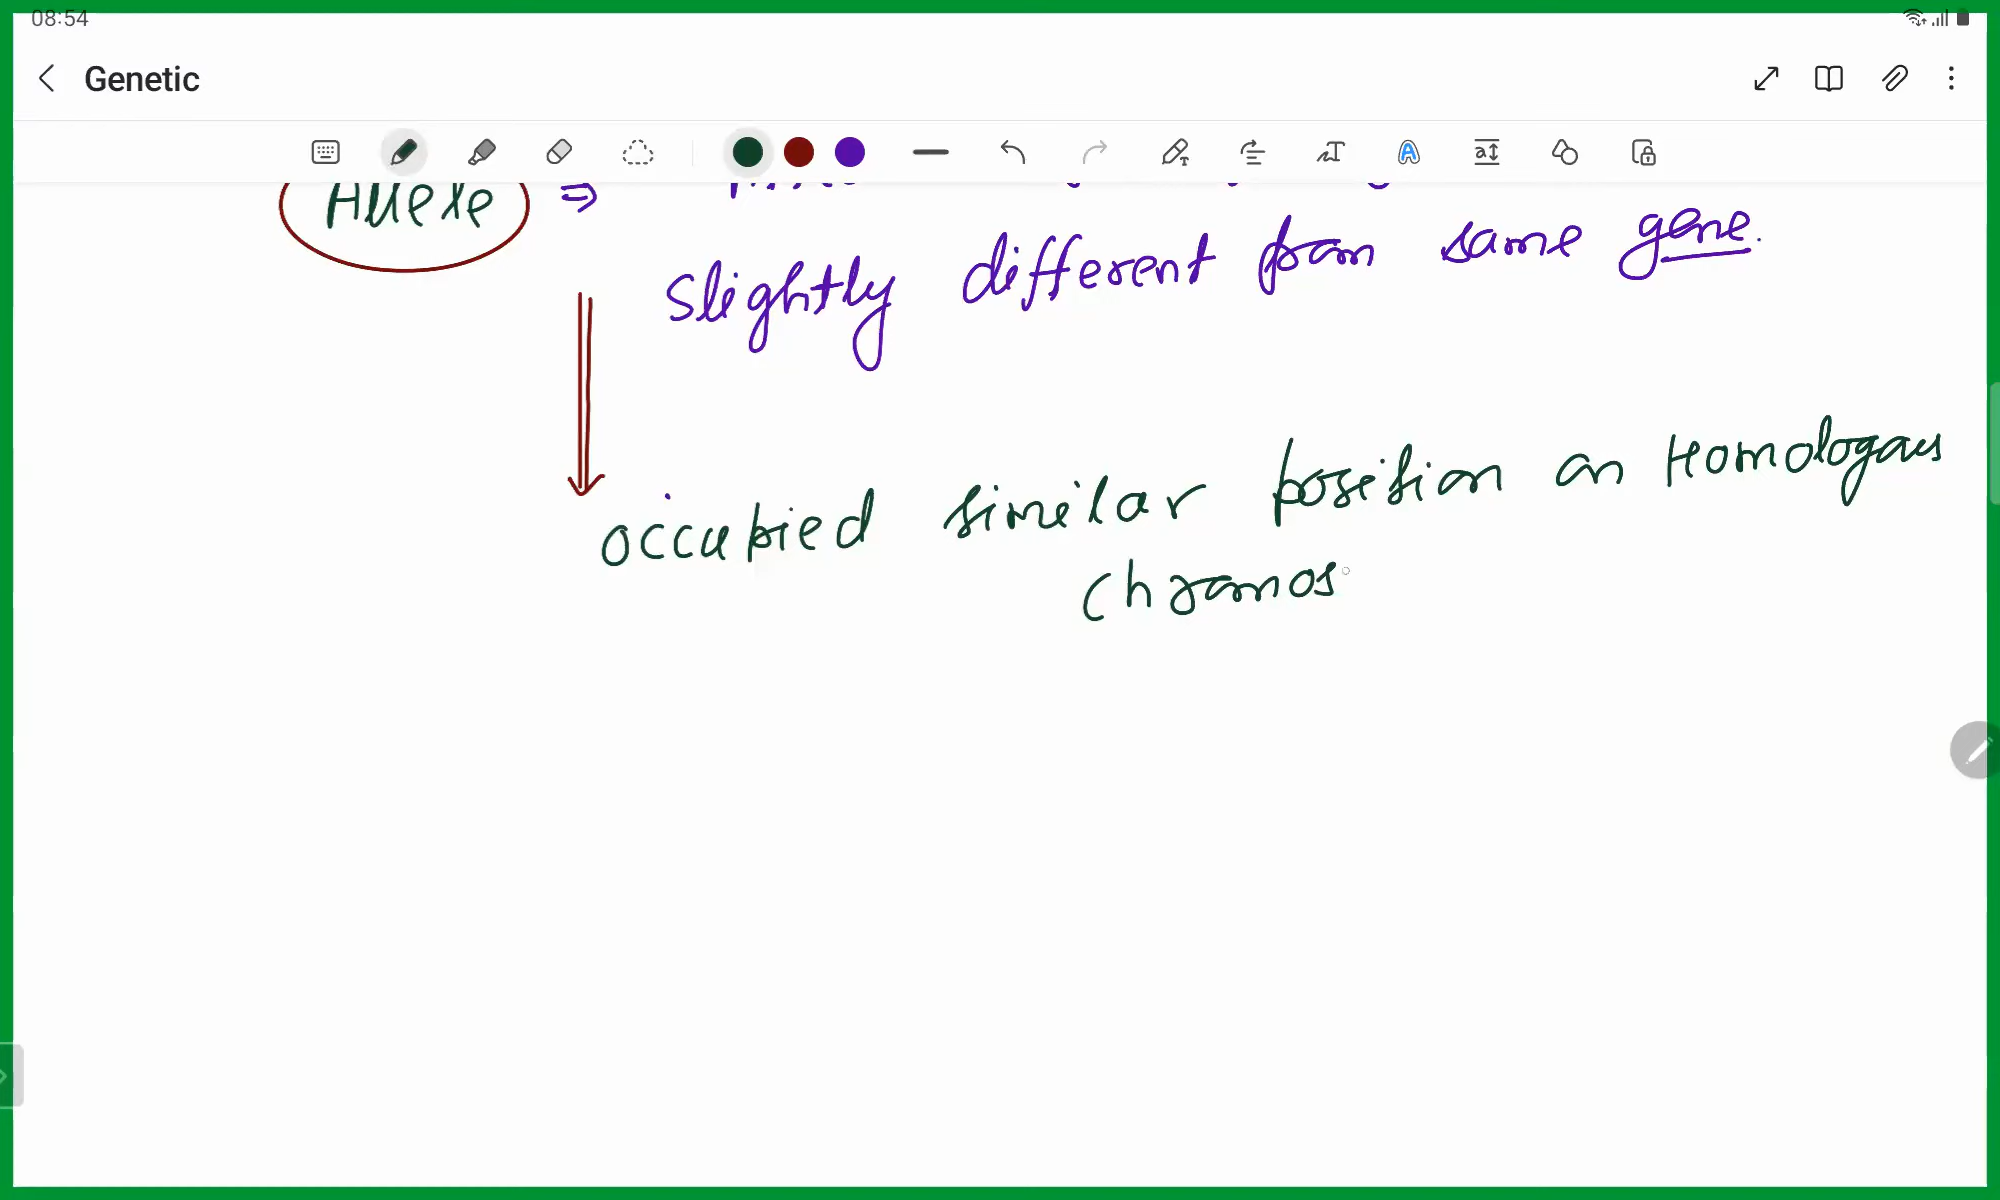 08:54
Genetic
Allele ⇒
slightly different from same gene.
occupied similar position on Homologous
Chromos